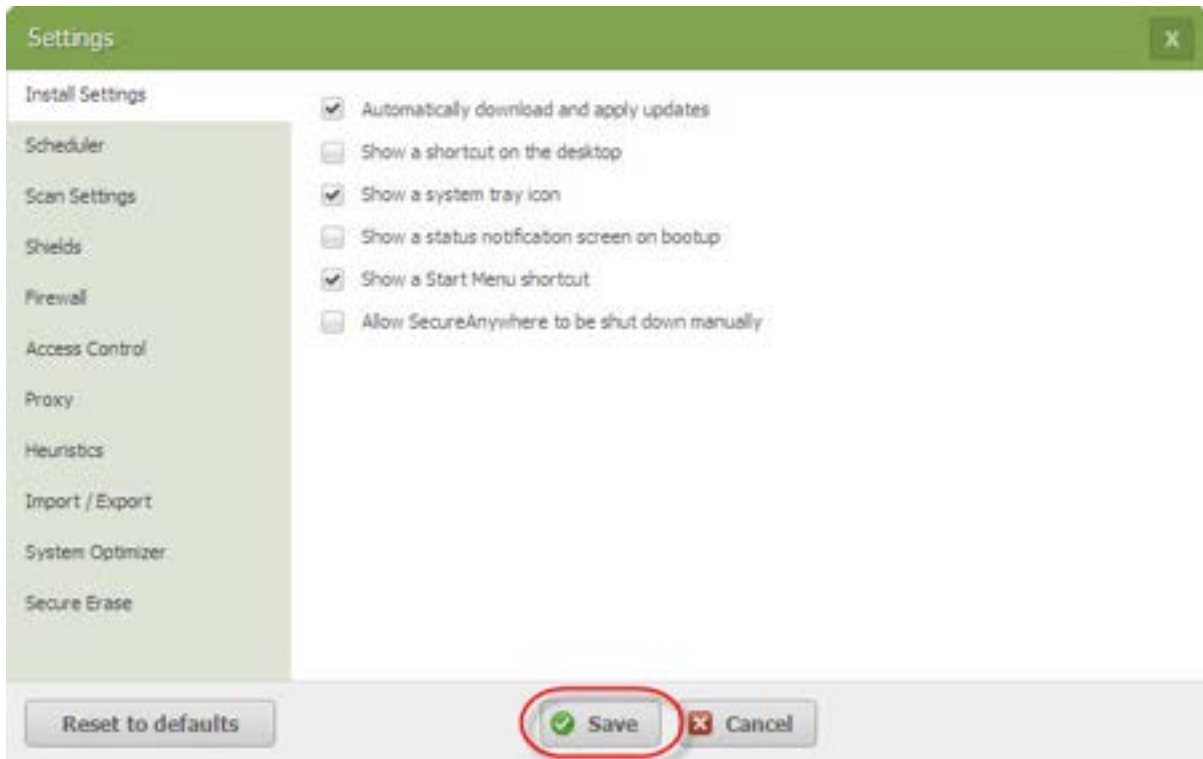 Settings
X
Install Settings
Scheduler
Scan Settings
Shields
Firewall
Access Control
Proxy
Heuristics
Import / Export
System Optimizer
Secure Erase
Automatically download and apply updates
Show a shortcut on the desktop
Show a system tray icon
Show a status notification screen on bootup
Show a Start Menu shortcut
Allow SecureAnywhere to be shut down manually
Reset to defaults
Save
Cancel